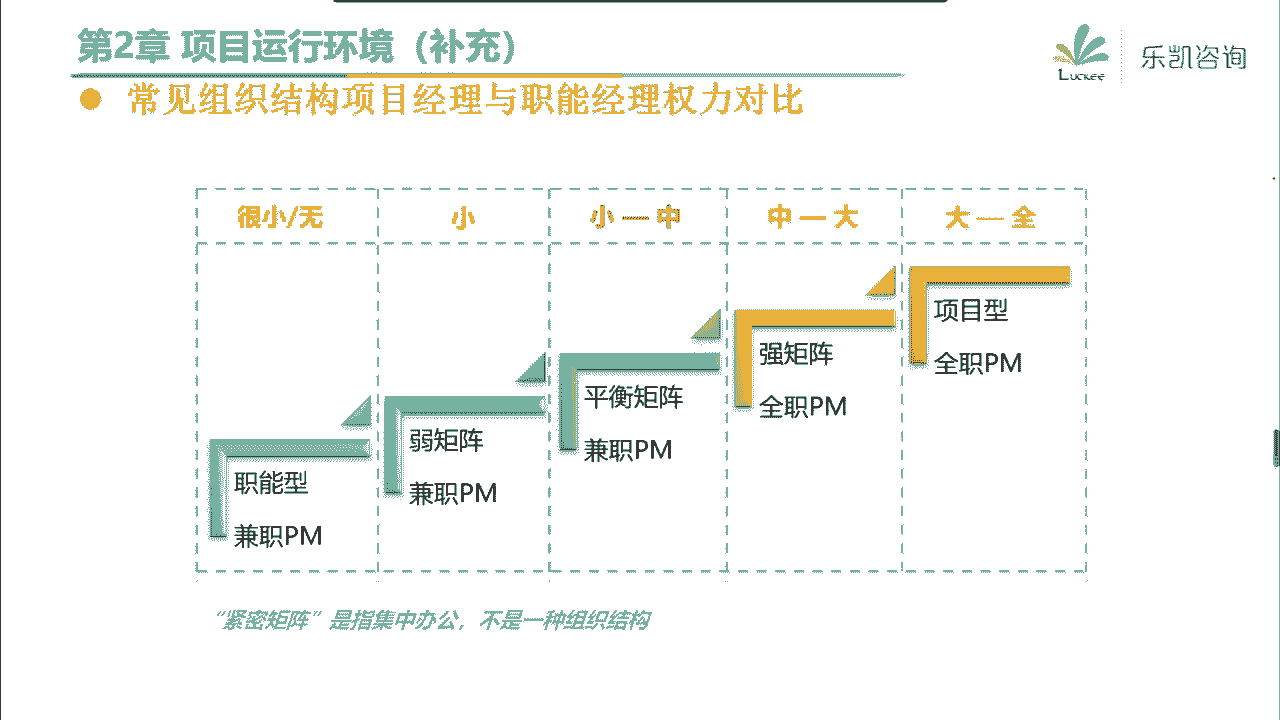 第2章 项目运行环境（补充）
Luckee
乐凯咨询
● 常见组织结构项目经理与职能经理权力对比
很小/无
小
小 — 中
中 — 大
大 — 全
职能型
兼职PM
弱矩阵
兼职PM
平衡矩阵
兼职PM
强矩阵
全职PM
项目型
全职PM
“紧密矩阵”是指集中办公，不是一种组织结构